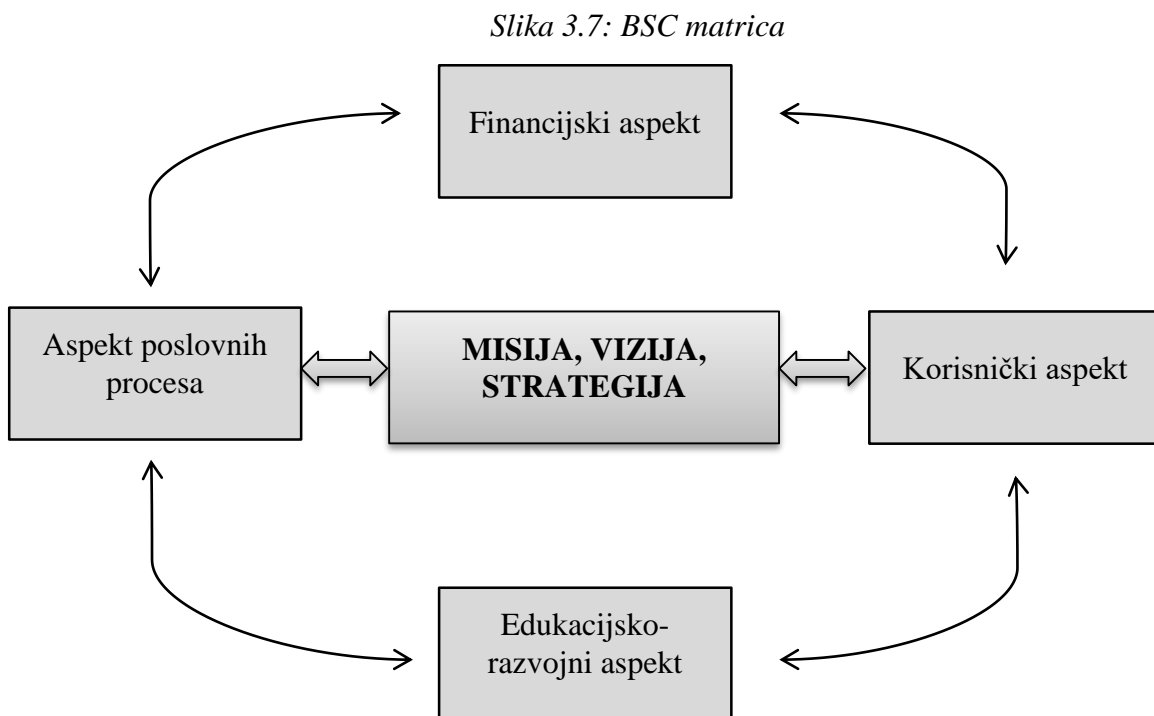 Slika 3.7: BSC matrica
Financijski aspekt
Aspekt poslovnih
procesa
MISIJA, VIZIJA,
STRATEGIJA
Korisnički aspekt
Edukacijsko-
razvojni aspekt